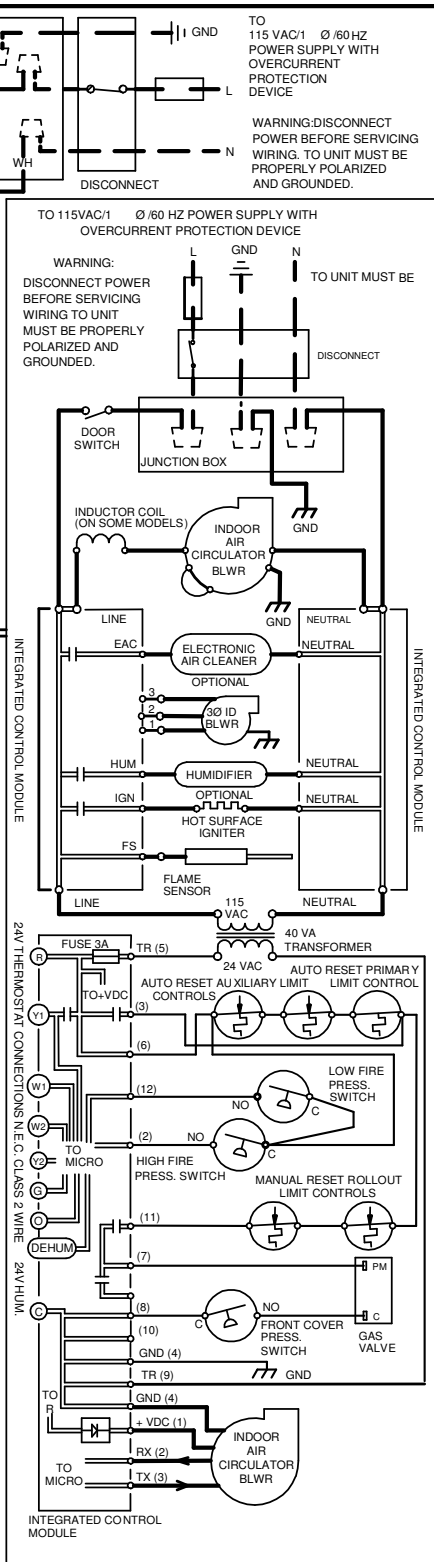 GND
TO
115 VAC/1 Ø /60 HZ
POWER SUPPLY WITH
OVERCURRENT
PROTECTION
DEVICE
L
WARNING:DISCONNECT
POWER BEFORE SERVICING
WIRING. TO UNIT MUST BE
PROPERLY POLARIZED
AND GROUNDED.
N
WH
DISCONNECT
TO 115VAC/1 Ø /60 HZ POWER SUPPLY WITH
OVERCURRENT PROTECTION DEVICE
WARNING:
DISCONNECT POWER
BEFORE SERVICING
WIRING TO UNIT
MUST BE PROPERLY
POLARIZED AND
GROUNDED.
L
GND
N
TO UNIT MUST BE
DISCONNECT
DOOR
SWITCH
JUNCTION BOX
GND
INDUCTOR COIL
(ON SOME MODELS)
INDOOR
AIR
CIRCULATOR
BLWR
GND
INTEGRATED CONTROL MODULE
LINE
NEUTRAL
INTEGRATED CONTROL MODULE
EAC
ELECTRONIC
AIR CLEANER
NEUTRAL
OPTIONAL
3
2
1
3Ø ID
BLWR
HUM
HUMIDIFIER
NEUTRAL
OPTIONAL
IGN
HOT SURFACE
IGNITER
NEUTRAL
FS
FLAME
SENSOR
LINE
115
VAC
NEUTRAL
40 VA
TRANSFORMER
24 VAC
24V THERMOSTAT CONNECTIONS N.E.C. CLASS 2 WIRE
24V HUM.
R
FUSE 3A
TR (5)
TO+VDC
AUTO RESET AUXILIARY LIMIT
CONTROLS
AUTO RESET PRIMARY
LIMIT CONTROL
Y1
(3)
(6)
W1
(12)
NO
C
LOW FIRE
PRESS.
SWITCH
W2
(2)
NO
C
HIGH FIRE
PRESS. SWITCH
Y2
TO
MICRO
G
O
DEHUM
MANUAL RESET ROLLOUT
LIMIT CONTROLS
(11)
(7)
PM
C
GAS
VALVE
C
(8)
C
NO
FRONT COVER
PRESS.
SWITCH
(10)
GND (4)
GND
TR (9)
TO
R
GND (4)
+ VDC (1)
RX (2)
TO
MICRO
TX (3)
INDOOR
AIR
CIRCULATOR
BLWR
INTEGRATED CONTROL
MODULE